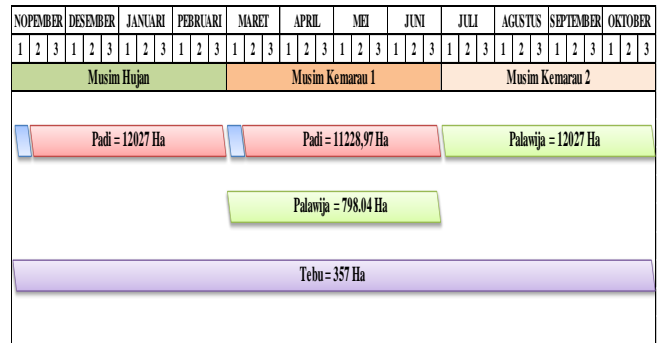 NOPEMBER DESEMBER JANUARI PEBRUARI MARET APRIL MEI JUNI JULI AGUSTUS SEPTEMBER OKTOBER
1 2 3 1 2 3 1 2 3 1 2 3 1 2 3 1 2 3 1 2 3 1 2 3 1 2 3 1 2 3 1 2 3 1 2 3
Musim Hujan Musim Kemarau 1 Musim Kemarau 2
Padi = 12027 Ha Padi = 11228,97 Ha Palawija = 12027 Ha
Palawija = 798.04 Ha
Tebu = 357 Ha